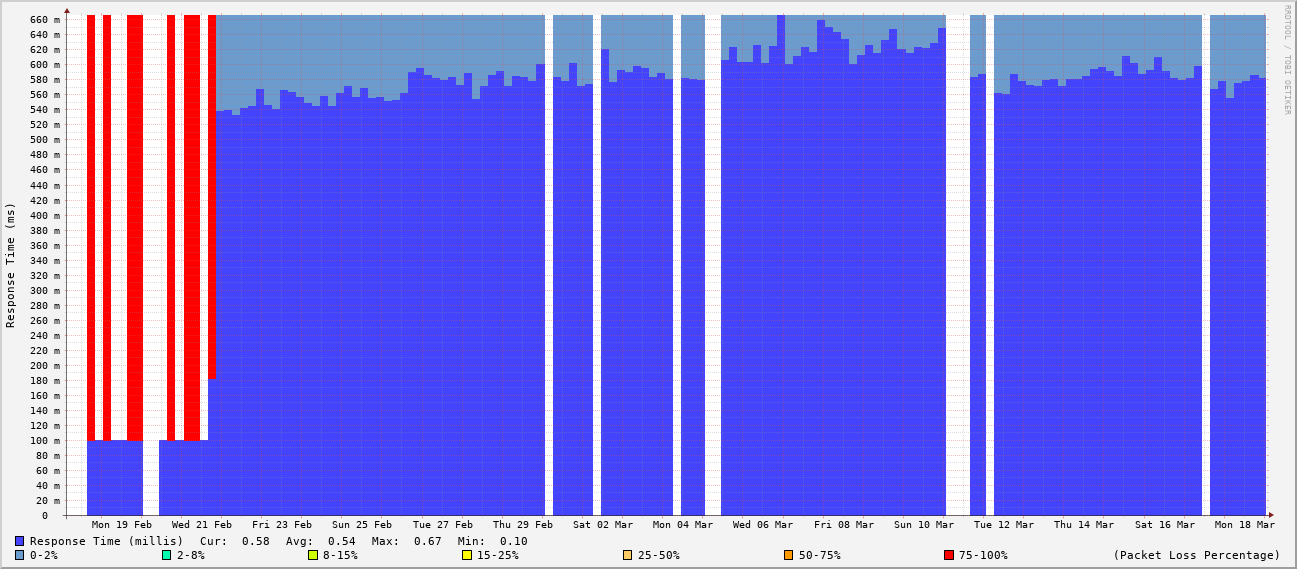 RRDTOOL / TOBI OETIKER
Response Time (ms)
660 m
640 m
620 m
600 m
580 m
560 m
540 m
520 m
500 m
480 m
460 m
440 m
420 m
400 m
380 m
360 m
340 m
320 m
300 m
280 m
260 m
240 m
220 m
200 m
180 m
160 m
140 m
120 m
100 m
80 m
60 m
40 m
20 m
0
Mon 19 Feb Wed 21 Feb Fri 23 Feb Sun 25 Feb Tue 27 Feb Thu 29 Feb Sat 02 Mar Mon 04 Mar Wed 06 Mar Fri 08 Mar Sun 10 Mar Tue 12 Mar Thu 14 Mar Sat 16 Mar Mon 18 Mar
Response Time (millis) Cur: 0.58 Avg: 0.54 Max: 0.67 Min: 0.10
0-2% 2-8% 8-15% 15-25% 25-50% 50-75% 75-100% (Packet Loss Percentage)